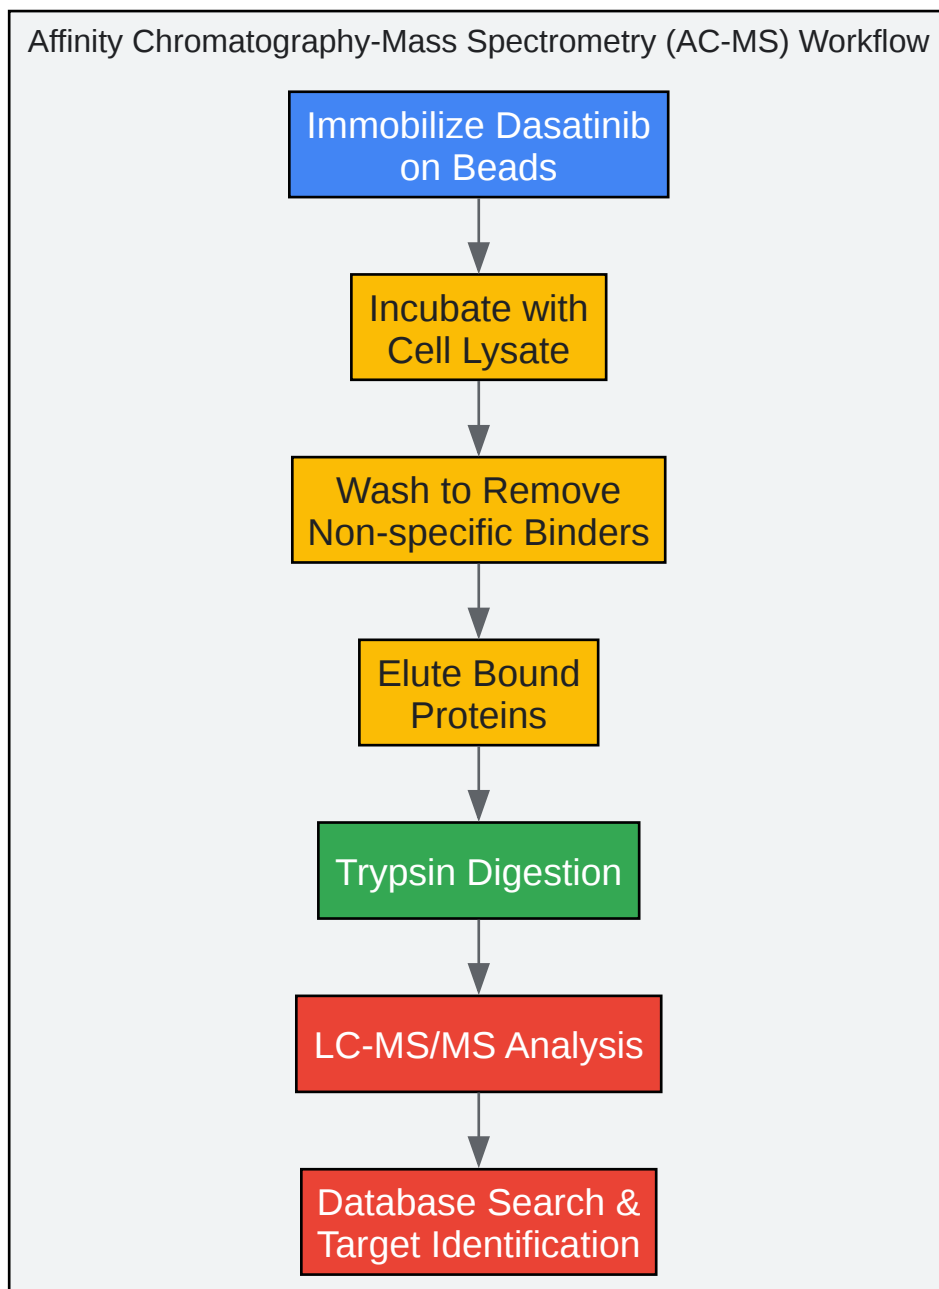 Affinity Chromatography-Mass Spectrometry (AC-MS) Workflow
Immobilize Dasatinib
on Beads
Incubate with
Cell Lysate
Wash to Remove
Non-specific Binders
Elute Bound
Proteins
Trypsin Digestion
LC-MS/MS Analysis
Database Search &
Target Identification